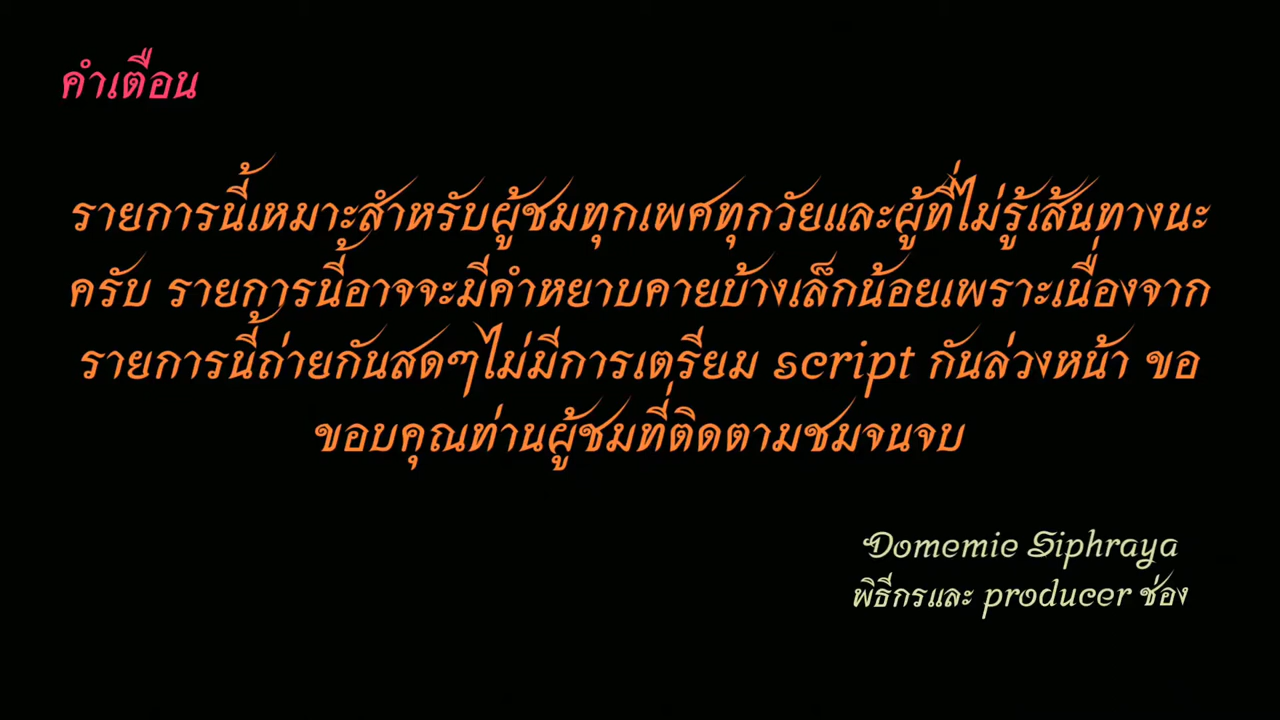 คำเตือน
รายการนี้เหมาะสำหรับผู้ชมทุกเพศทุกวัยและผู้ที่ไม่รู้เส้นทางนะ
ครับ รายการนี้อาจจะมีคำหยาบคายบ้างเล็กน้อยเพราะเนื่องจาก
รายการนี้ถ่ายกันสดๆไม่มีการเตรียม script กันล่วงหน้า ขอ
ขอบคุณท่านผู้ชมที่ติดตามชมจนจบ
Domemie Siphraya
พิธีกรและ producer ช่อง